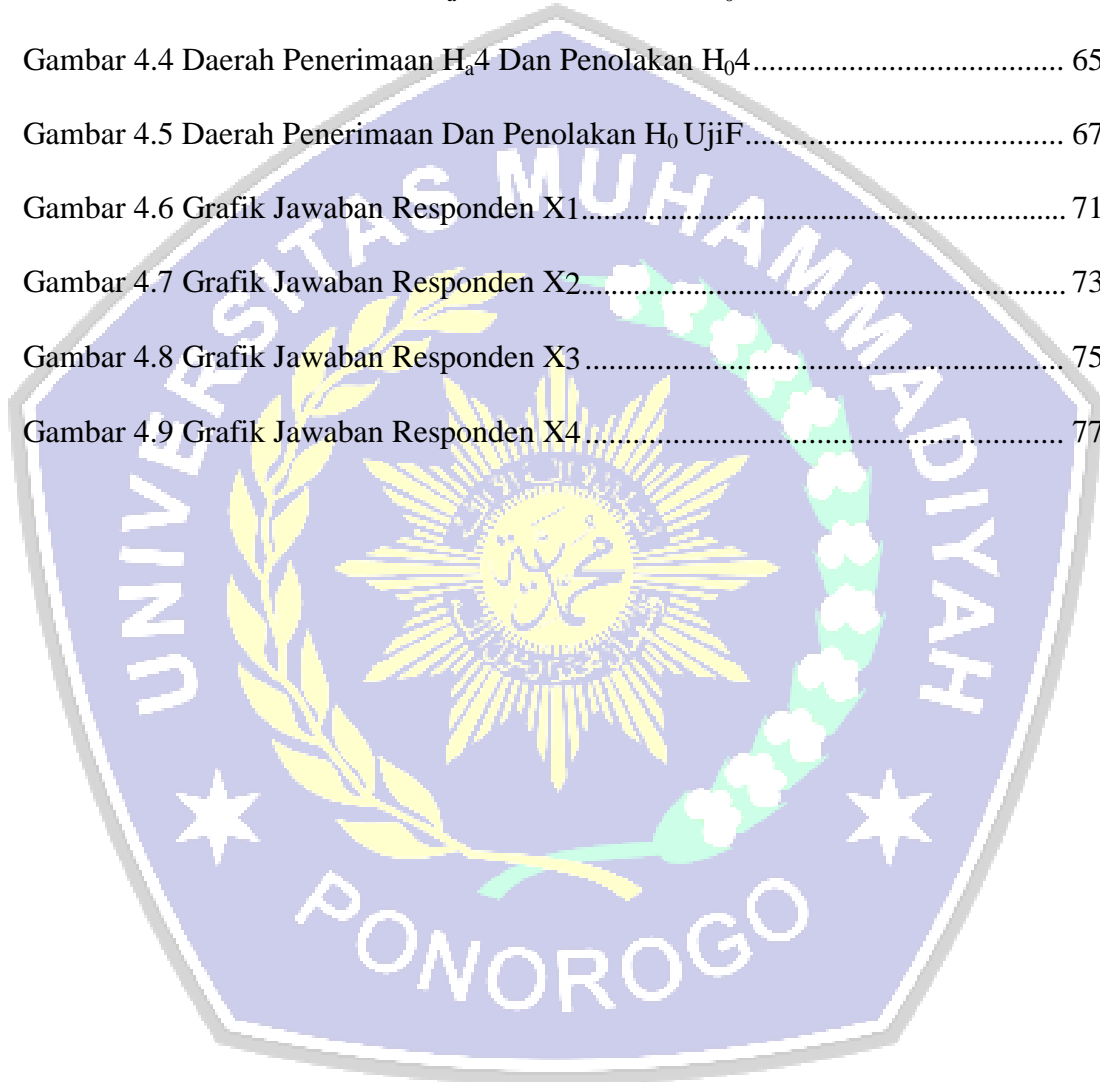 Gambar 4.4 Daerah Penerimaan Hₐ4 Dan Penolakan H₀4.................................... 65
Gambar 4.5 Daerah Penerimaan Dan Penolakan H₀ UjiF..................................... 67
Gambar 4.6 Grafik Jawaban Responden X1........................................................ 71
Gambar 4.7 Grafik Jawaban Responden X2........................................................ 73
Gambar 4.8 Grafik Jawaban Responden X3........................................................ 75
Gambar 4.9 Grafik Jawaban Responden X4........................................................ 77
UNIVERSITAS MUHAMMADIYAH
PONOROGO